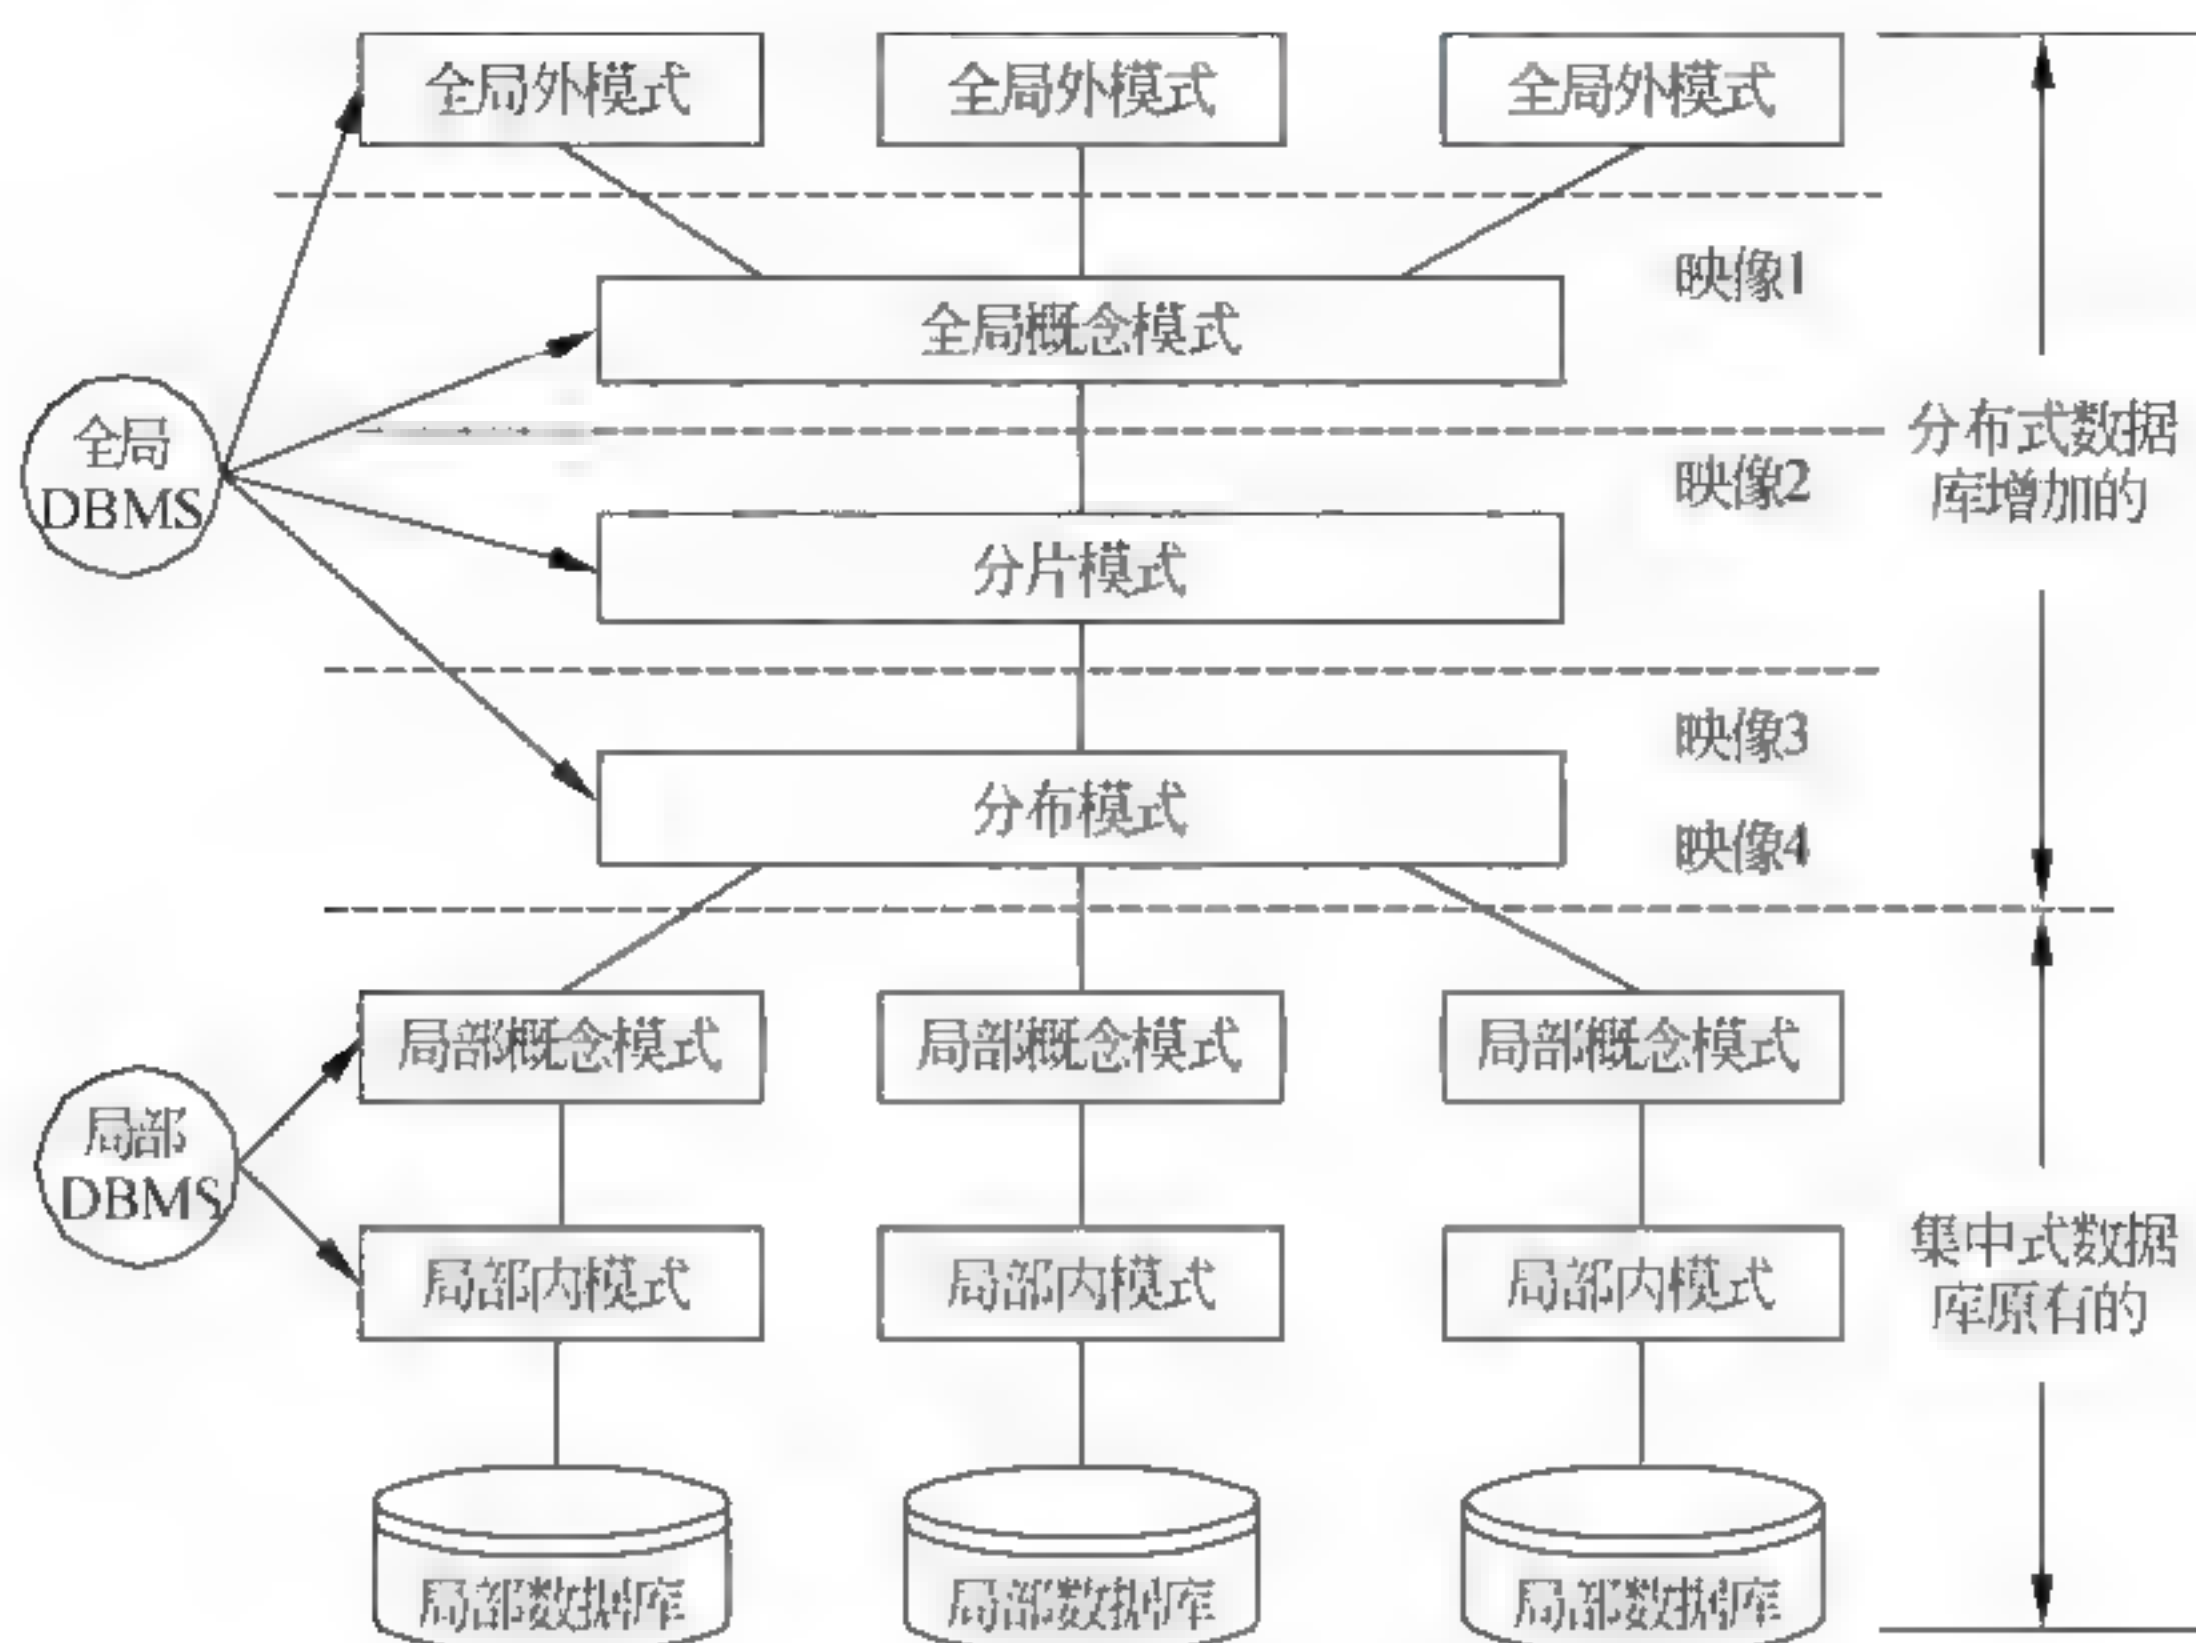 全局外模式
全局外模式
全局外模式
映像1
全局概念模式
全局
DBMS
分布式数据
库增加的
映像2
分片模式
映像3
分布模式
映像4
局部概念模式
局部概念模式
局部概念模式
局部
DBMS
局部内模式
局部内模式
局部内模式
集中式数据
库原有的
局部数据库
局部数据库
局部数据库